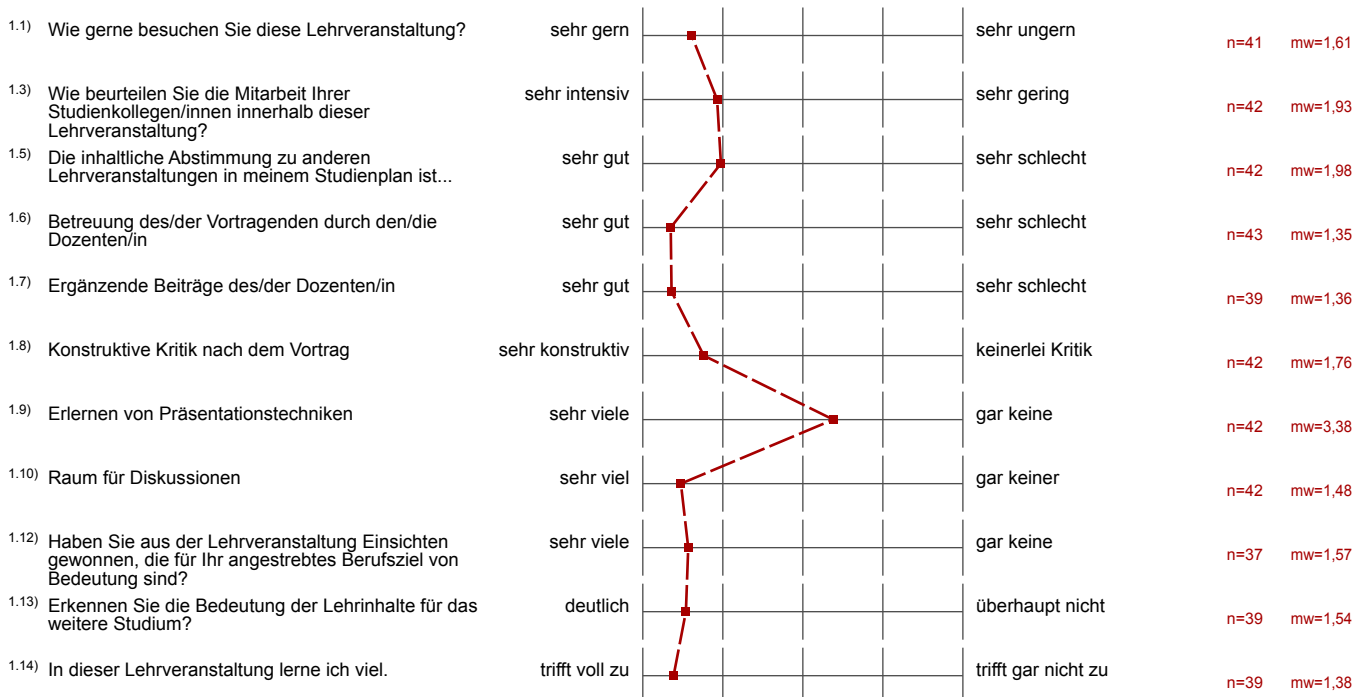 1.1) Wie gerne besuchen Sie diese Lehrveranstaltung? sehr gern sehr ungern n=41 mw=1,61
1.3) Wie beurteilen Sie die Mitarbeit Ihrer sehr intensiv sehr gering n=42 mw=1,93
Studienkollegen/innen innerhalb dieser
Lehrveranstaltung?
1.5) Die inhaltliche Abstimmung zu anderen sehr gut sehr schlecht n=42 mw=1,98
Lehrveranstaltungen in meinem Studienplan ist...
1.6) Betreuung des/der Vortragenden durch den/die sehr gut sehr schlecht n=43 mw=1,35
Dozenten/in
1.7) Ergänzende Beiträge des/der Dozenten/in sehr gut sehr schlecht n=39 mw=1,36
1.8) Konstruktive Kritik nach dem Vortrag sehr konstruktiv keinerlei Kritik n=42 mw=1,76
1.9) Erlernen von Präsentationstechniken sehr viele gar keine n=42 mw=3,38
1.10) Raum für Diskussionen sehr viel gar keiner n=42 mw=1,48
1.12) Haben Sie aus der Lehrveranstaltung Einsichten sehr viele gar keine n=37 mw=1,57
gewonnen, die für Ihr angestrebtes Berufsziel von
Bedeutung sind?
1.13) Erkennen Sie die Bedeutung der Lehrinhalte für das deutlich überhaupt nicht n=39 mw=1,54
weitere Studium?
1.14) In dieser Lehrveranstaltung lerne ich viel. trifft voll zu trifft gar nicht zu n=39 mw=1,38